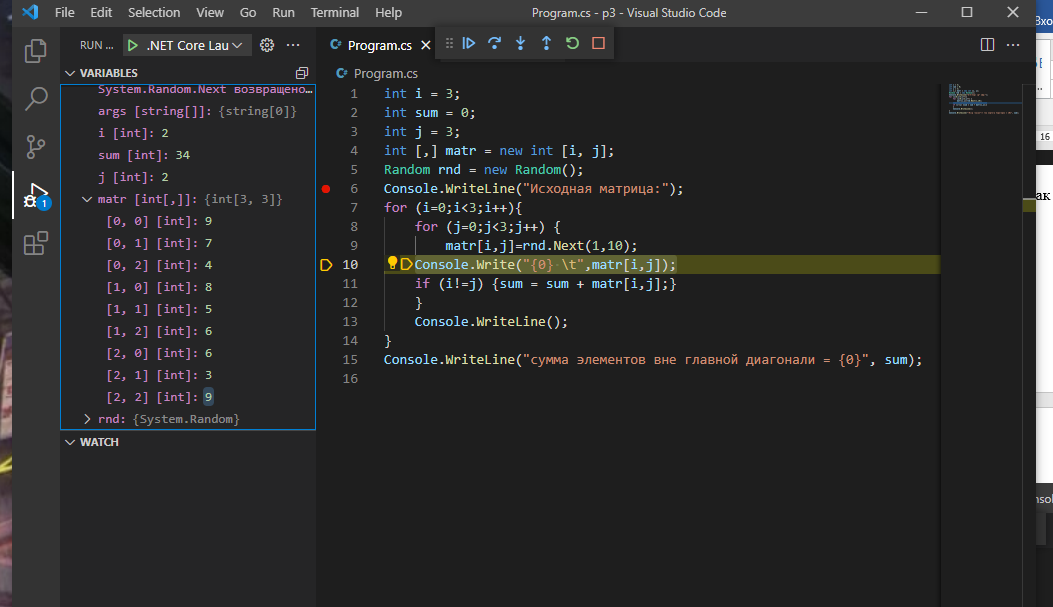 File Edit Selection View Go Run Terminal Help Program.cs - p3 - Visual Studio Code
RUN ... .NET Core Lau
Program.cs
VARIABLES
System.Random.Next возвращено...
args [string[]]: {string[0]}
i [int]: 2
sum [int]: 34
j [int]: 2
matr [int[,]]: {int[3, 3]}
[0, 0] [int]: 9
[0, 1] [int]: 7
[0, 2] [int]: 4
[1, 0] [int]: 8
[1, 1] [int]: 5
[1, 2] [int]: 6
[2, 0] [int]: 6
[2, 1] [int]: 3
[2, 2] [int]: 9
rnd: {System.Random}
WATCH
1
Program.cs
1 int i = 3;
2 int sum = 0;
3 int j = 3;
4 int [,] matr = new int [i, j];
5 Random rnd = new Random();
6 Console.WriteLine("Исходная матрица:");
7 for (i=0;i<3;i++){
8 for (j=0;j<3;j++) {
9 matr[i,j]=rnd.Next(1,10);
10 Console.Write("{0} \t",matr[i,j]);
11 if (i!=j) {sum = sum + matr[i,j];}
12 }
13 Console.WriteLine();
14 }
15 Console.WriteLine("сумма элементов вне главной диагонали = {0}", sum);
16
Вхо
16
ак
nsol